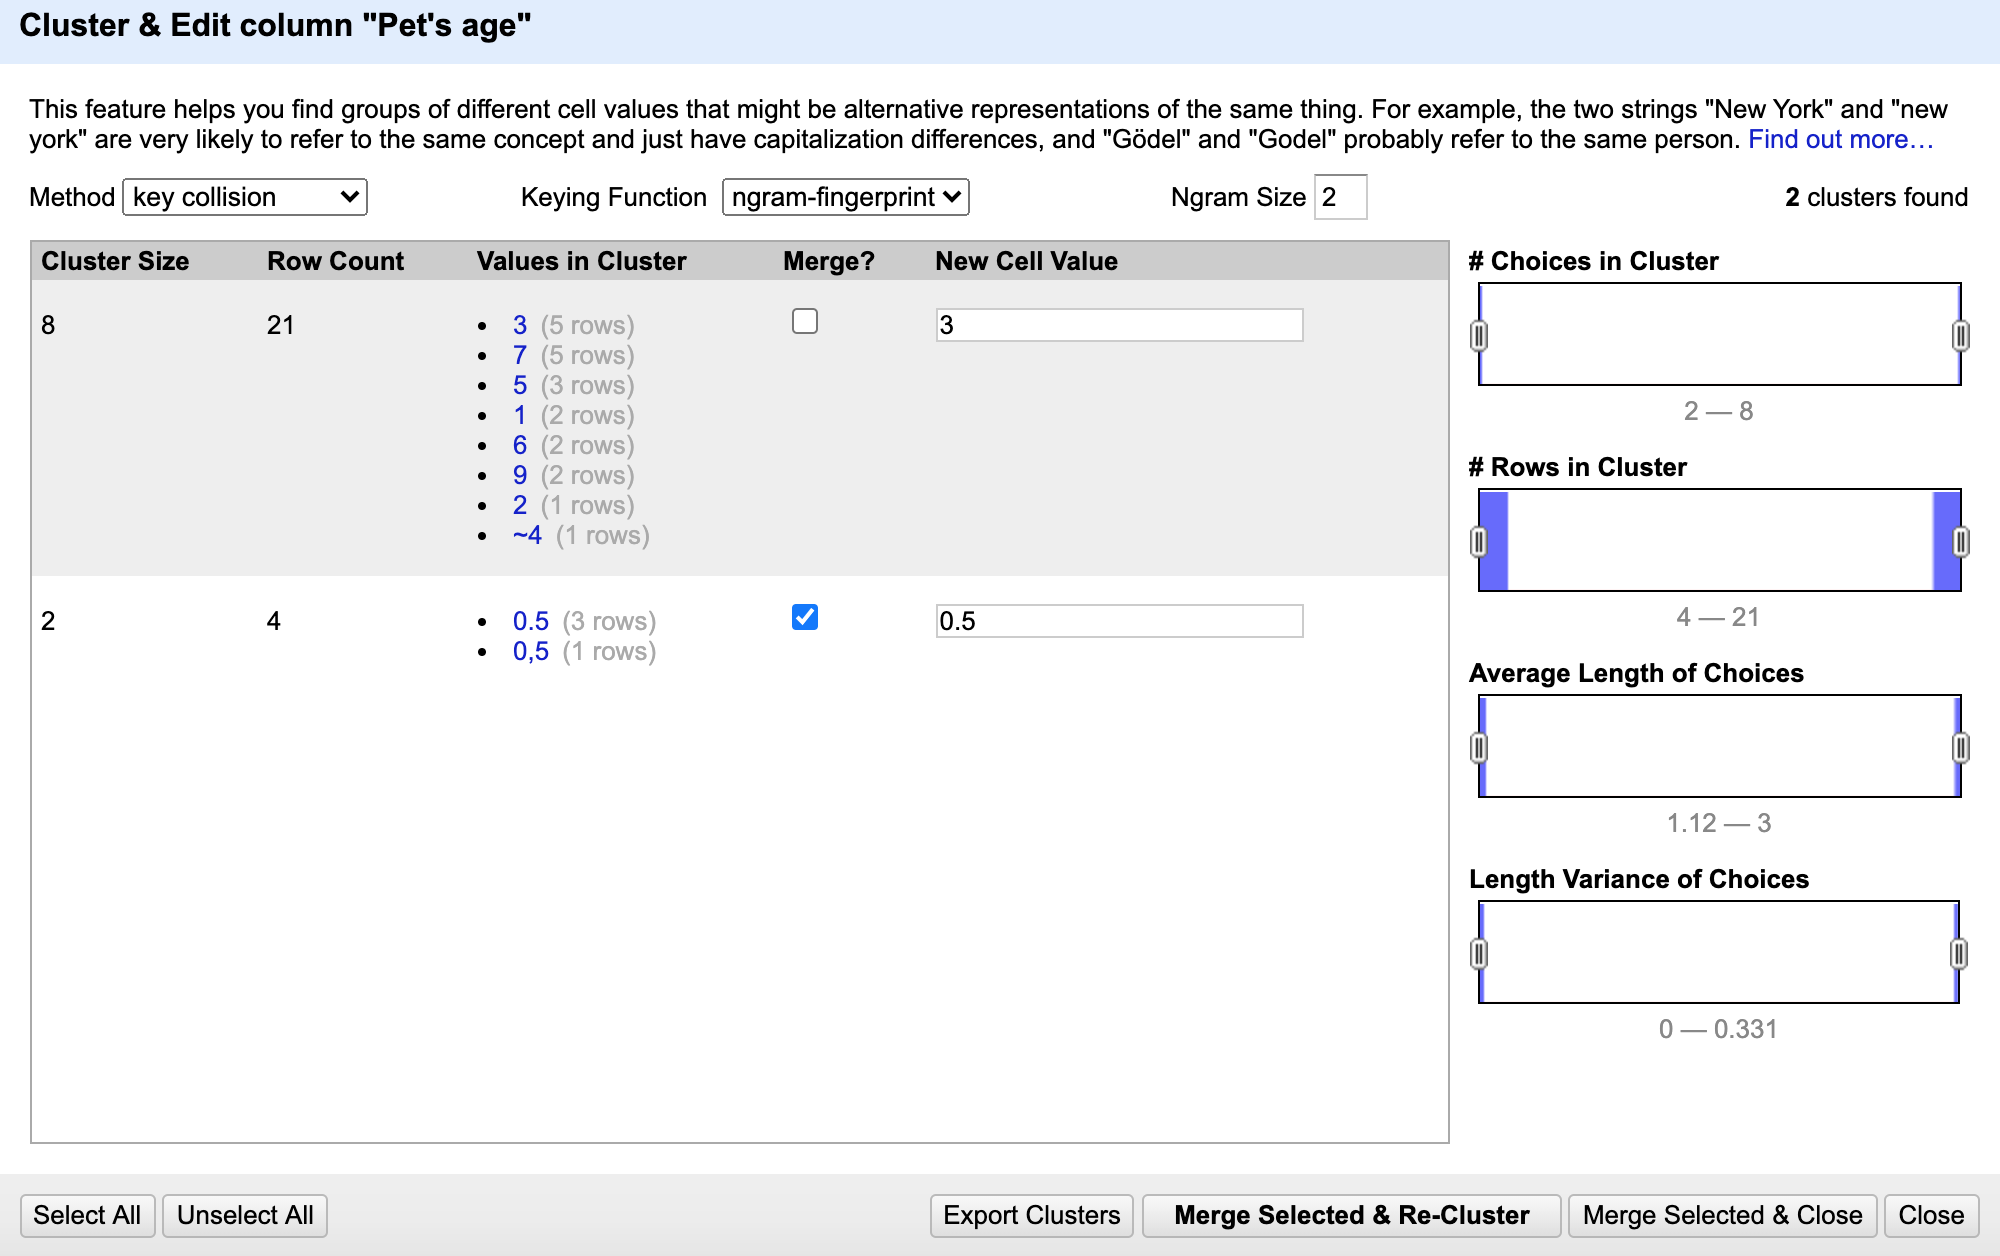 Cluster & Edit column "Pet's age"
This feature helps you find groups of different cell values that might be alternative representations of the same thing. For example, the two strings "New York" and "new
york" are very likely to refer to the same concept and just have capitalization differences, and "Gödel" and "Godel" probably refer to the same person. Find out more…
Method key collision Keying Function ngram-fingerprint Ngram Size 2 2 clusters found
Cluster Size Row Count Values in Cluster Merge? New Cell Value
8 21 3 (5 rows) 3
7 (5 rows)
5 (3 rows)
1 (2 rows)
6 (2 rows)
9 (2 rows)
2 (1 rows)
~4 (1 rows)
2 4 0.5 (3 rows) 0.5
0,5 (1 rows)
# Choices in Cluster
2 — 8
# Rows in Cluster
4 — 21
Average Length of Choices
1.12 — 3
Length Variance of Choices
0 — 0.331
Select All Unselect All Export Clusters Merge Selected & Re-Cluster Merge Selected & Close Close